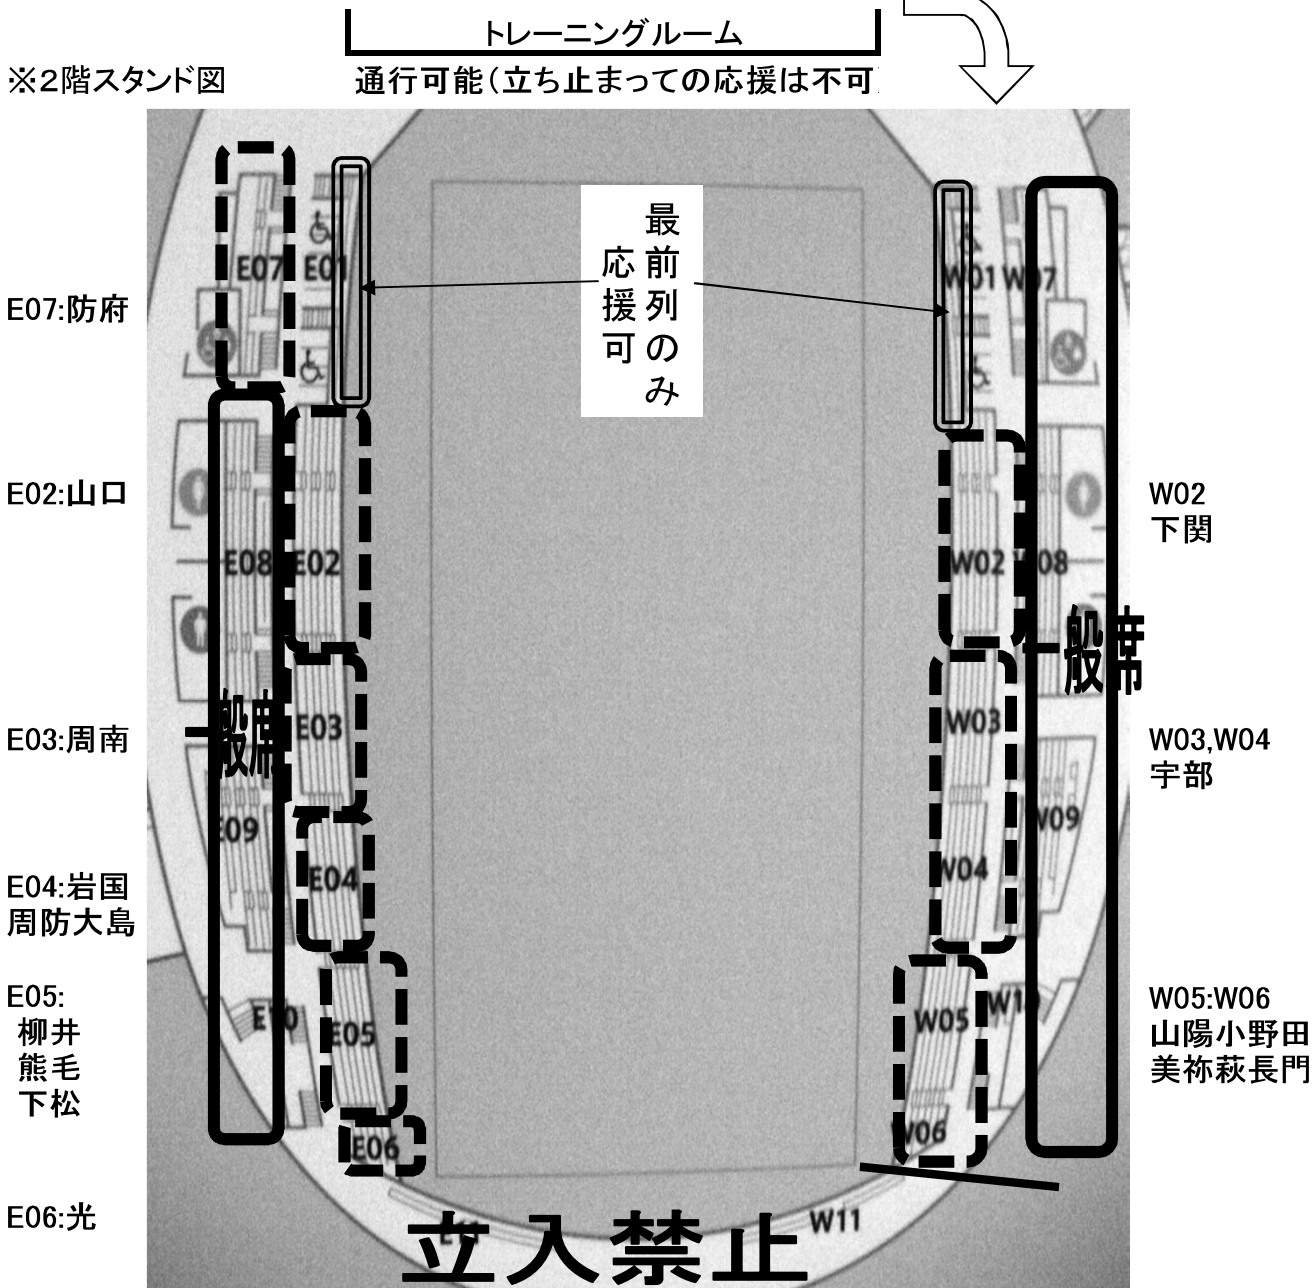 トレーニングルーム
※２階スタンド図
通行可能（立ち止まっての応援は不可
最前列のみ
応援可
E07
E01
W01
W07
E07:防府
E02:山口
W02
下関
E08
E02
W02
W08
一般席
一般席
E03
W03
E03:周南
W03,W04
宇部
E09
W09
E04
W04
E04:岩国
周防大島
E05:
柳井
熊毛
下松
E10
E05
W05
W10
W05:W06
山陽小野田
美祢萩長門
E06
W06
E06:光
E11
W11
立入禁止